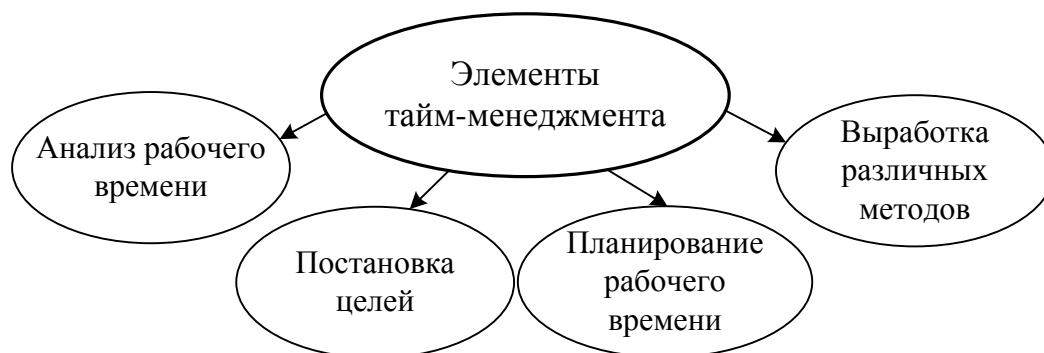 Элементы
тайм-менеджмента
Анализ рабочего
времени
Постановка
целей
Планирование
рабочего
времени
Выработка
различных
методов